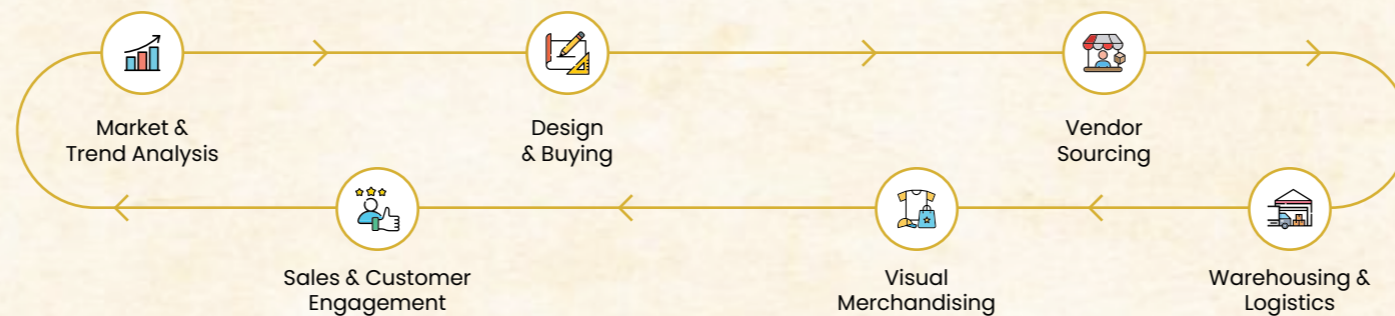 Market &
Trend Analysis
Design
& Buying
Vendor
Sourcing
Sales & Customer
Engagement
Visual
Merchandising
Warehousing &
Logistics